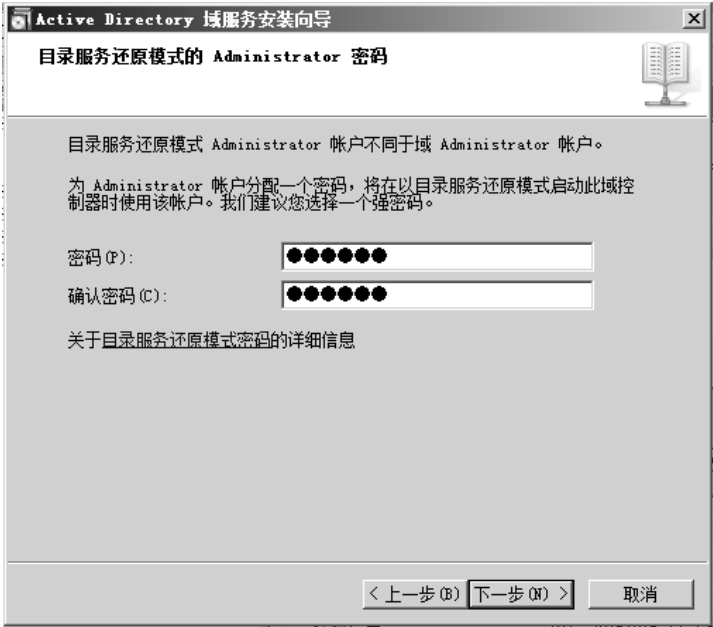 Active Directory 域服务安装向导
目录服务还原模式的 Administrator 密码
目录服务还原模式 Administrator 帐户不同于域 Administrator 帐户。
为 Administrator 帐户分配一个密码，将在以目录服务还原模式启动此域控
制器时使用该帐户。我们建议您选择一个强密码。
密码(P):
●●●●●●
确认密码(C):
●●●●●●
关于目录服务还原模式密码的详细信息
< 上一步(B) 下一步(N) > 取消